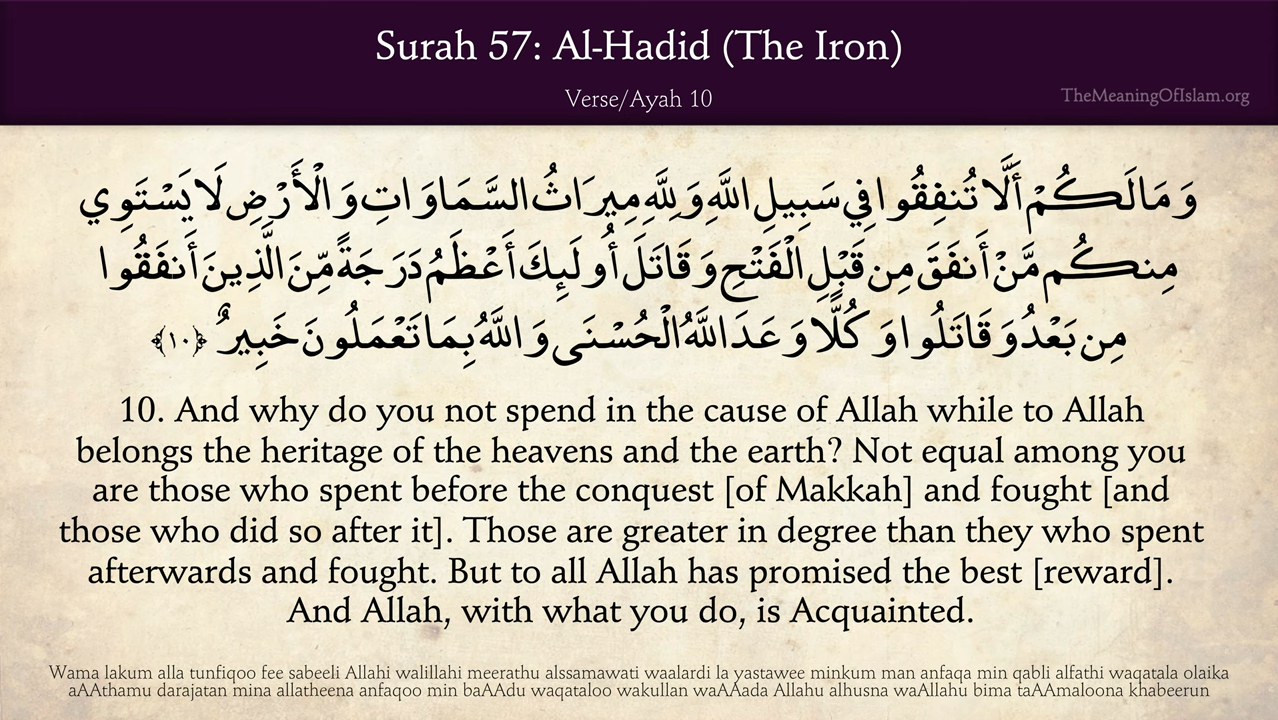 Surah 57: Al-Hadid (The Iron)
Verse/Ayah 10
TheMeaningOfIslam.org
وَمَا لَكُمْ أَلَّا تُنفِقُوا فِي سَبِيلِ اللَّهِ وَلِلَّهِ مِيرَاثُ السَّمَاوَاتِ وَالْأَرْضِ لَا يَسْتَوِي
مِنكُم مَّنْ أَنفَقَ مِن قَبْلِ الْفَتْحِ وَقَاتَلَ أُولَٰئِكَ أَعْظَمُ دَرَجَةً مِّنَ الَّذِينَ أَنفَقُوا
مِن بَعْدُ وَقَاتَلُوا وَكُلًّا وَعَدَ اللَّهُ الْحُسْنَى وَاللَّهُ بِمَا تَعْمَلُونَ خَبِيرٌ ﴿١٠﴾
10. And why do you not spend in the cause of Allah while to Allah
belongs the heritage of the heavens and the earth? Not equal among you
are those who spent before the conquest [of Makkah] and fought [and
those who did so after it]. Those are greater in degree than they who spent
afterwards and fought. But to all Allah has promised the best [reward].
And Allah, with what you do, is Acquainted.
Wama lakum alla tunfiqoo fee sabeeli Allahi walillahi meerathu alssamawati waalardi la yastawee minkum man anfaqa min qabli alfathi waqatala olaika
aAAthamu darajatan mina allatheena anfaqoo min baAAdu waqataloo wakullan waAAada Allahu alhusna waAllahu bima taAAmaloona khabeerun